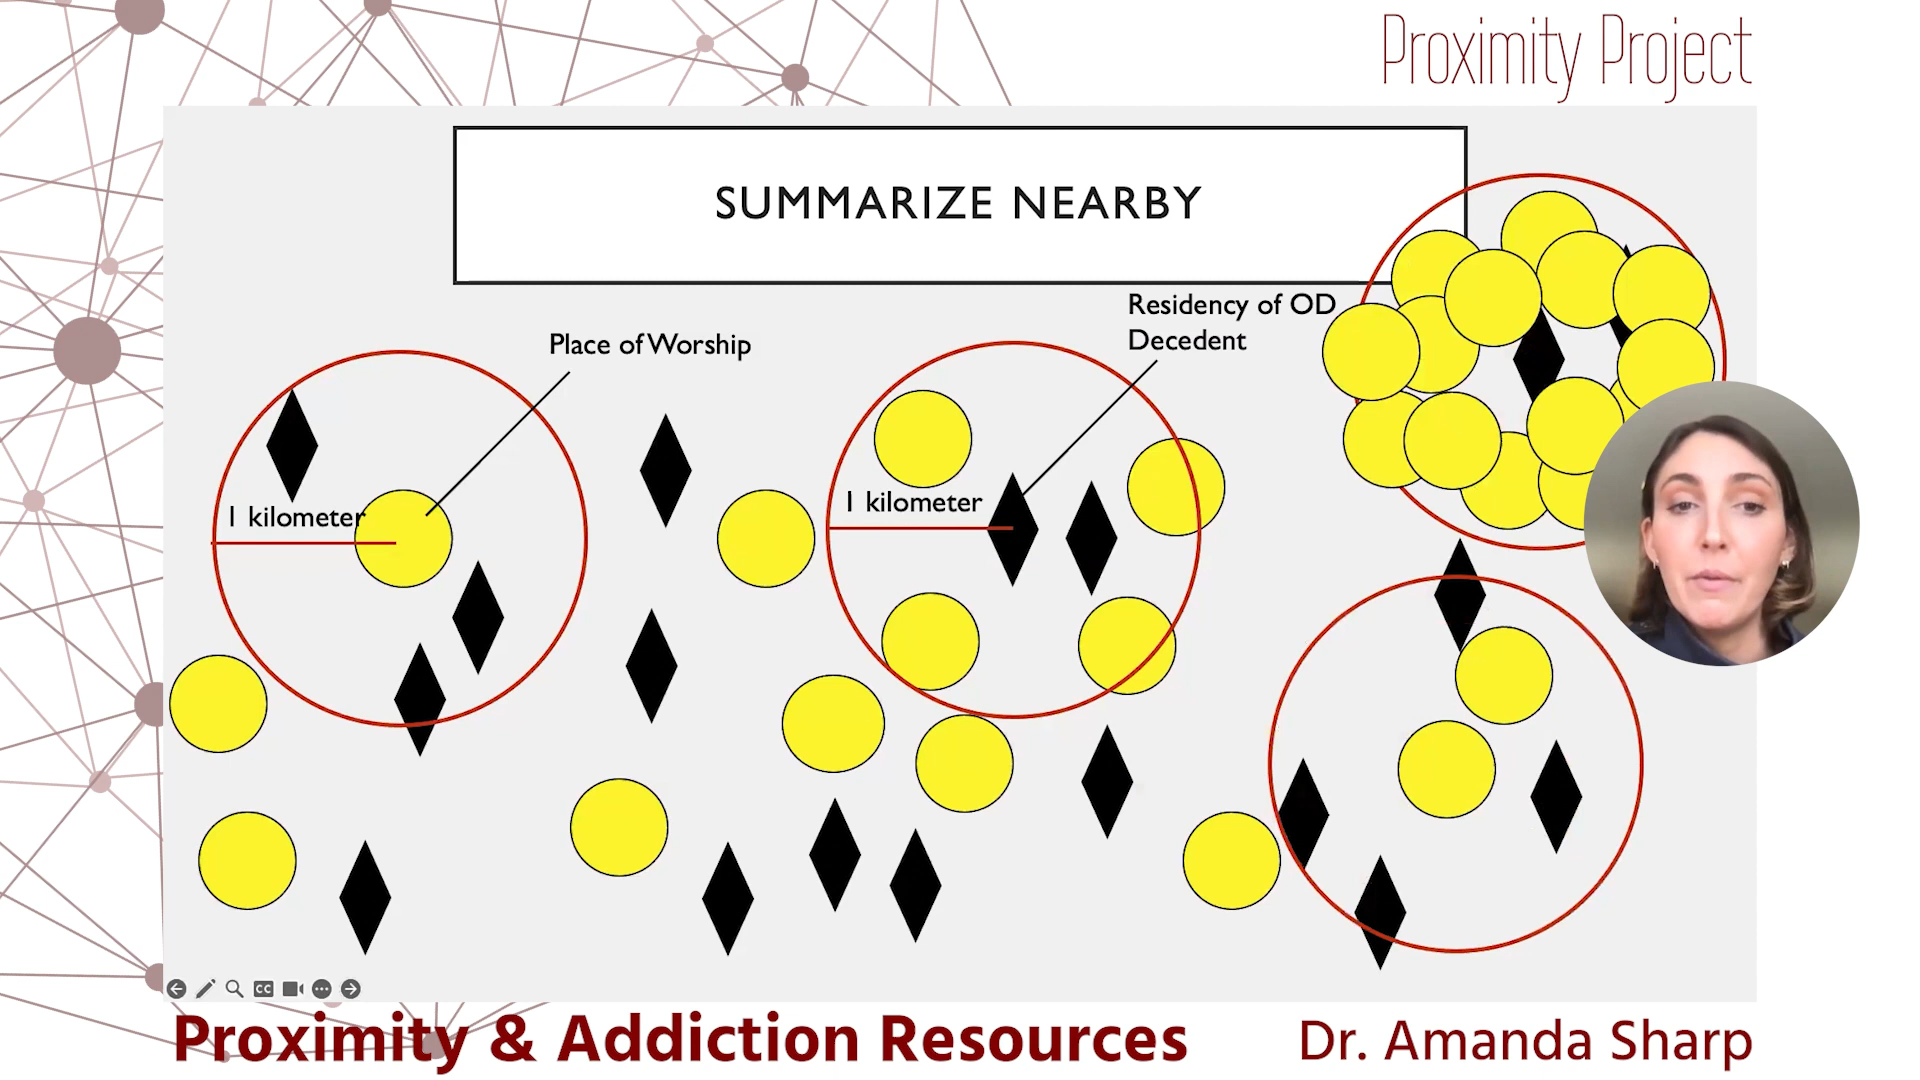 Proximity Project
SUMMARIZE NEARBY
Residency of OD
Decedent
Place of Worship
1 kilometer
1 kilometer
CC
Proximity & Addiction Resources
Dr. Amanda Sharp